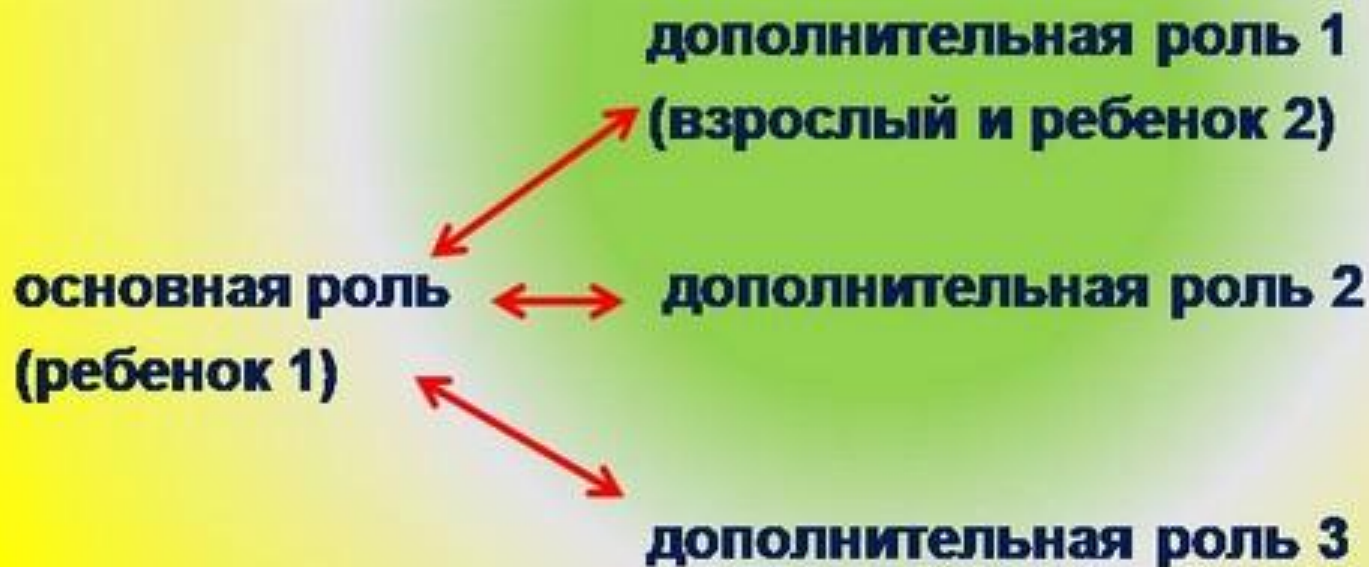 дополнительная роль 1
(взрослый и ребенок 2)
основная роль
дополнительная роль 2
(ребенок 1)
дополнительная роль 3